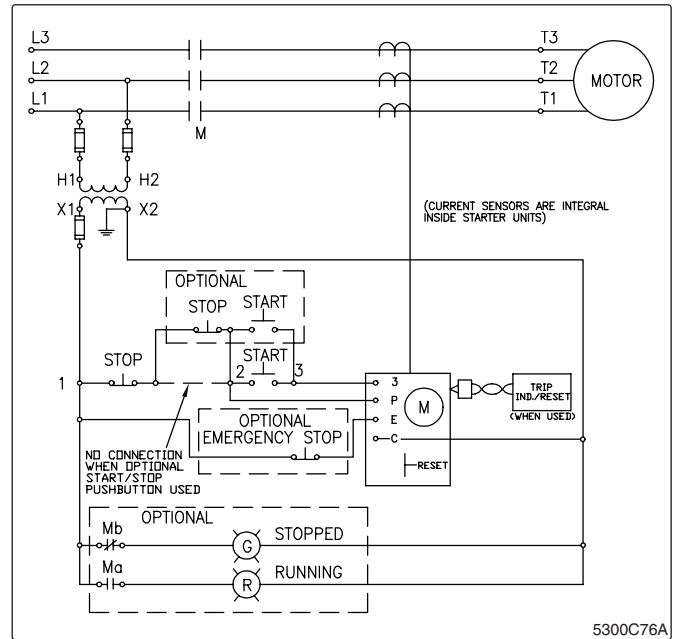 L3
T3
L2
T2
MOTOR
L1
T1
M
H1
H2
X1
X2
(CURRENT SENSORS ARE INTEGRAL
INSIDE STARTER UNITS)
OPTIONAL
STOP
START
STOP
START
1
2
3
3
P
E
C
M
RESET
TRIP
IND./RESET
(WHEN USED)
OPTIONAL
EMERGENCY STOP
NO CONNECTION
WHEN OPTIONAL
START/STOP
PUSHBUTTON USED
OPTIONAL
Mb
G
STOPPED
Ma
R
RUNNING
5300C76A